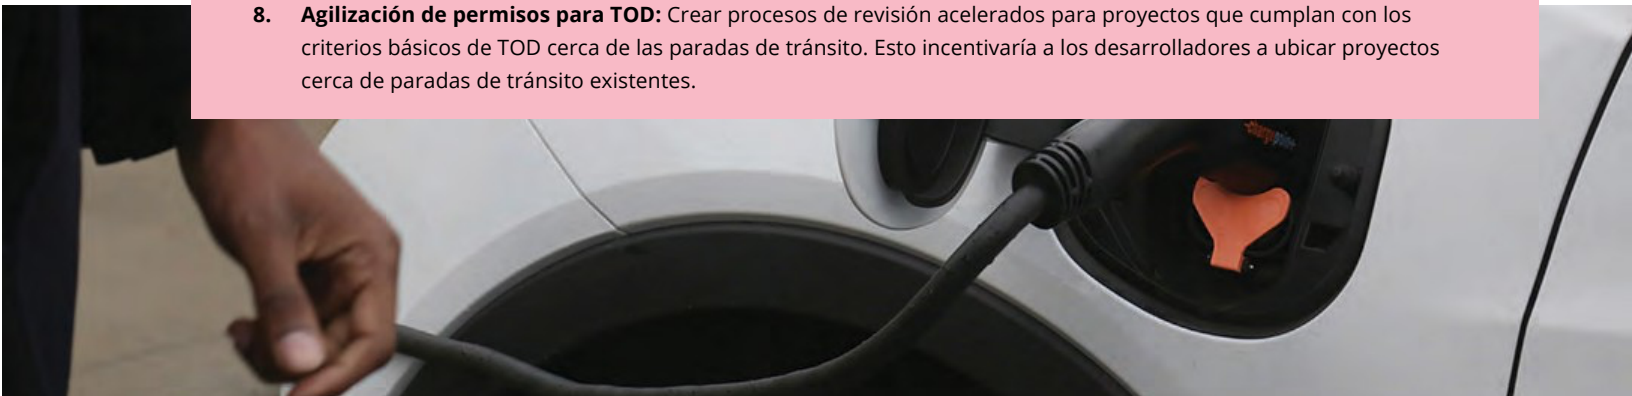 8. Agilización de permisos para TOD: Crear procesos de revisión acelerados para proyectos que cumplan con los
criterios básicos de TOD cerca de las paradas de tránsito. Esto incentivaría a los desarrolladores a ubicar proyectos
cerca de paradas de tránsito existentes.